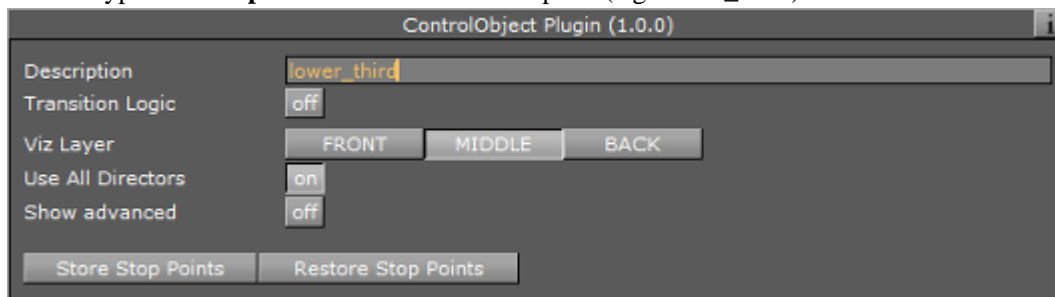 ControlObject Plugin (1.0.0) i
Description lower_third
Transition Logic off
Viz Layer FRONT MIDDLE BACK
Use All Directors on
Show advanced off
Store Stop Points Restore Stop Points